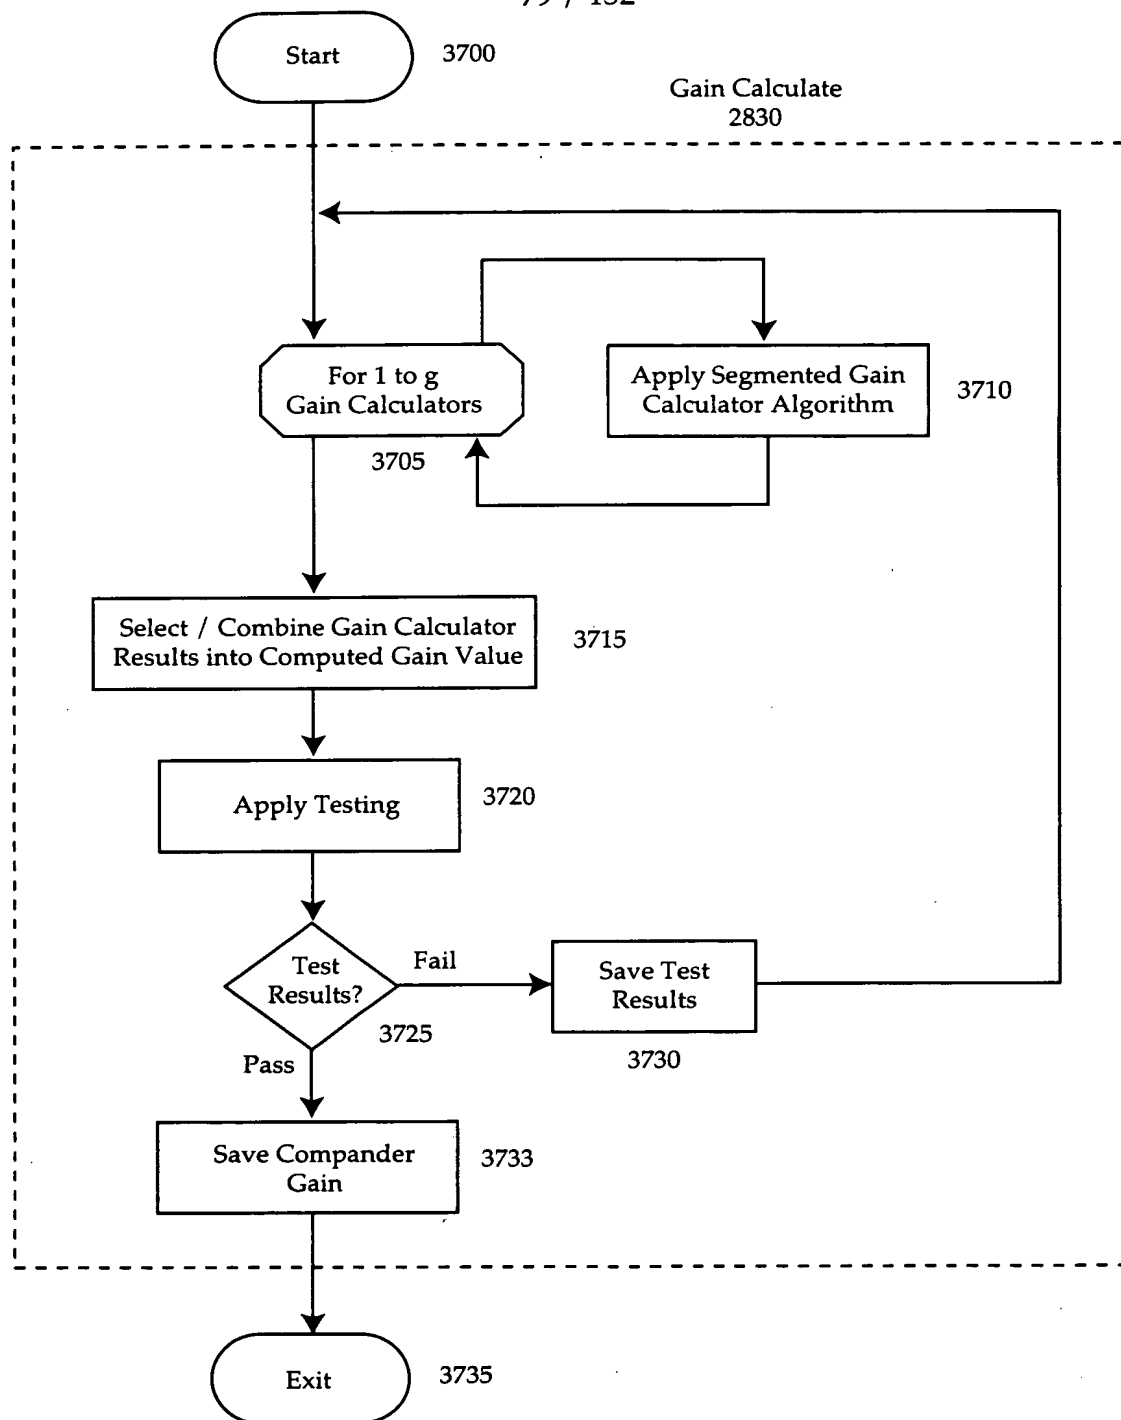 79 / 132
Start
3700
Gain Calculate
2830
For 1 to g
Gain Calculators
3705
Apply Segmented Gain
Calculator Algorithm
3710
Select / Combine Gain Calculator
Results into Computed Gain Value
3715
Apply Testing
3720
Test
Results?
3725
Fail
Save Test
Results
3730
Pass
Save Compander
Gain
3733
Exit
3735